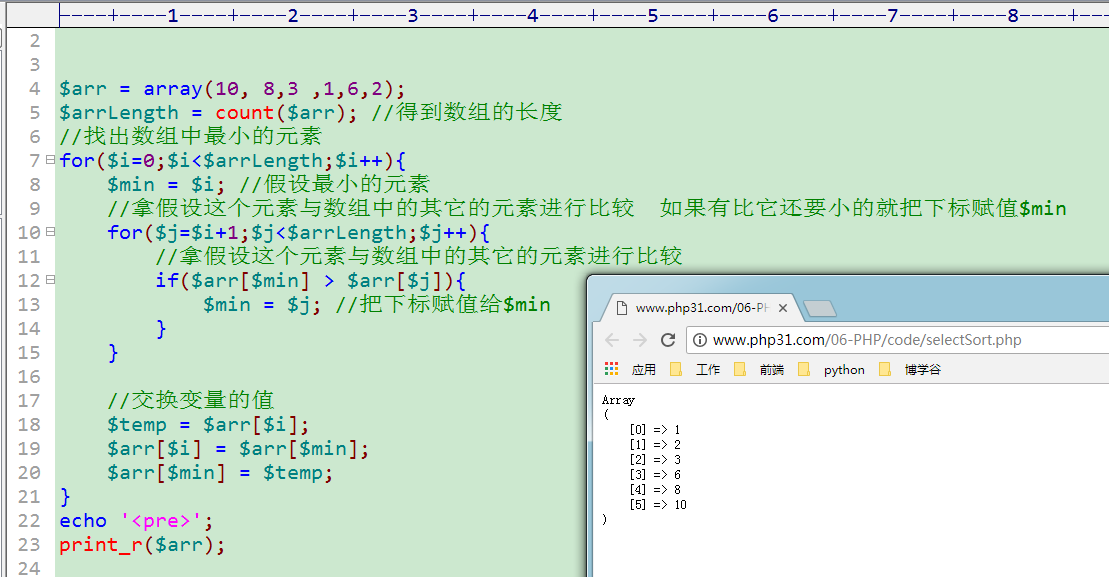 ----+----1----+----2----+----3----+----4----+----5----+----6----+----7----+----8----+--
2
3
4 $arr = array(10, 8,3 ,1,6,2);
5 $arrLength = count($arr); //得到数组的长度
6 //找出数组中最小的元素
7 for($i=0;$i<$arrLength;$i++){
8     $min = $i; //假设最小的元素
9     //拿假设这个元素与数组中的其它的元素进行比较  如果有比它还要小的就把下标赋值$min
10     for($j=$i+1;$j<$arrLength;$j++){
11         //拿假设这个元素与数组中的其它的元素进行比较
12         if($arr[$min] > $arr[$j]){
13             $min = $j; //把下标赋值给$min
14         }
15     }
16
17     //交换变量的值
18     $temp = $arr[$i];
19     $arr[$i] = $arr[$min];
20     $arr[$min] = $temp;
21 }
22 echo '<pre>';
23 print_r($arr);
24
www.php31.com/06-PH
www.php31.com/06-PHP/code/selectSort.php
应用 工作 前端 python 博学谷
Array
(
    [0] => 1
    [1] => 2
    [2] => 3
    [3] => 6
    [4] => 8
    [5] => 10
)